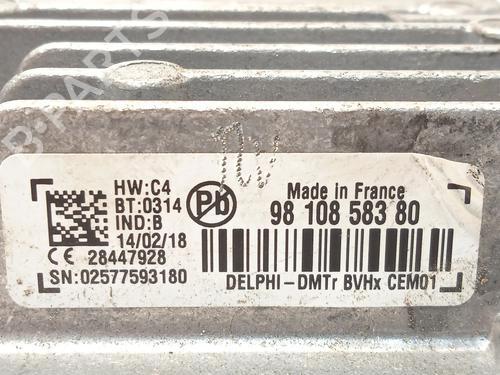 B-PARTS
HW:C4
BT:0314
IND:B
14/02/18
CE 28447928
SN:02577593180
Pb
Made in France
98 108 583 80
DELPHI-DMTr BVHx CEM01